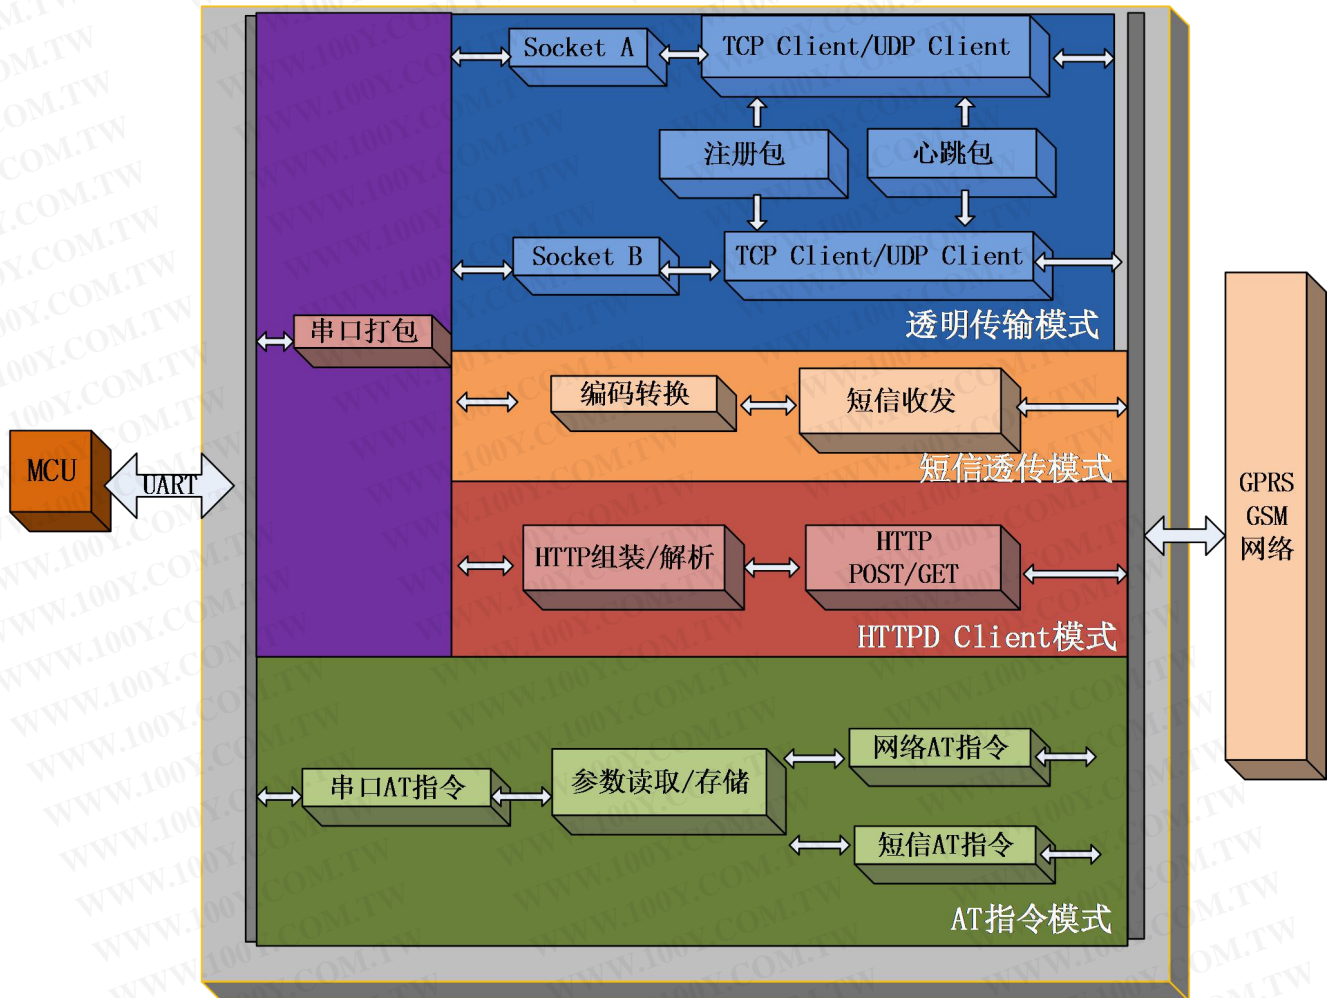 Socket A
TCP Client/UDP Client
注册包
心跳包
Socket B
TCP Client/UDP Client
透明传输模式
串口打包
编码转换
短信收发
短信透传模式
MCU
UART
HTTP组装/解析
HTTP
POST/GET
HTTPD Client模式
GPRS
GSM
网络
串口AT指令
参数读取/存储
网络AT指令
短信AT指令
AT指令模式
WWW.100Y.COM.TW